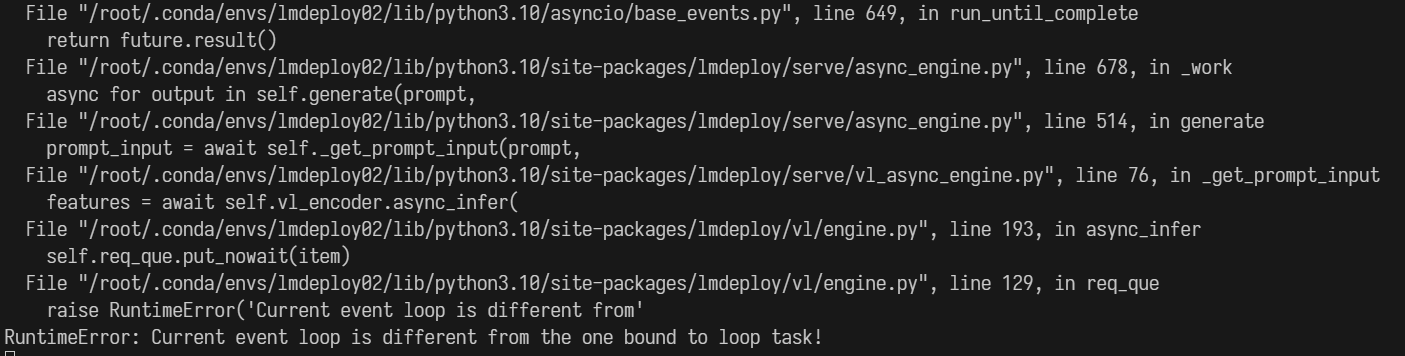 File "/root/.conda/envs/lmdeploy02/lib/python3.10/asyncio/base_events.py", line 649, in run_until_complete
return future.result()
File "/root/.conda/envs/lmdeploy02/lib/python3.10/site-packages/lmdeploy/serve/async_engine.py", line 678, in _work
async for output in self.generate(prompt,
File "/root/.conda/envs/lmdeploy02/lib/python3.10/site-packages/lmdeploy/serve/async_engine.py", line 514, in generate
prompt_input = await self._get_prompt_input(prompt,
File "/root/.conda/envs/lmdeploy02/lib/python3.10/site-packages/lmdeploy/serve/vl_async_engine.py", line 76, in _get_prompt_input
features = await self.vl_encoder.async_infer(
File "/root/.conda/envs/lmdeploy02/lib/python3.10/site-packages/lmdeploy/vl/engine.py", line 193, in async_infer
self.req_que.put_nowait(item)
File "/root/.conda/envs/lmdeploy02/lib/python3.10/site-packages/lmdeploy/vl/engine.py", line 129, in req_que
raise RuntimeError('Current event loop is different from'
RuntimeError: Current event loop is different from the one bound to loop task!